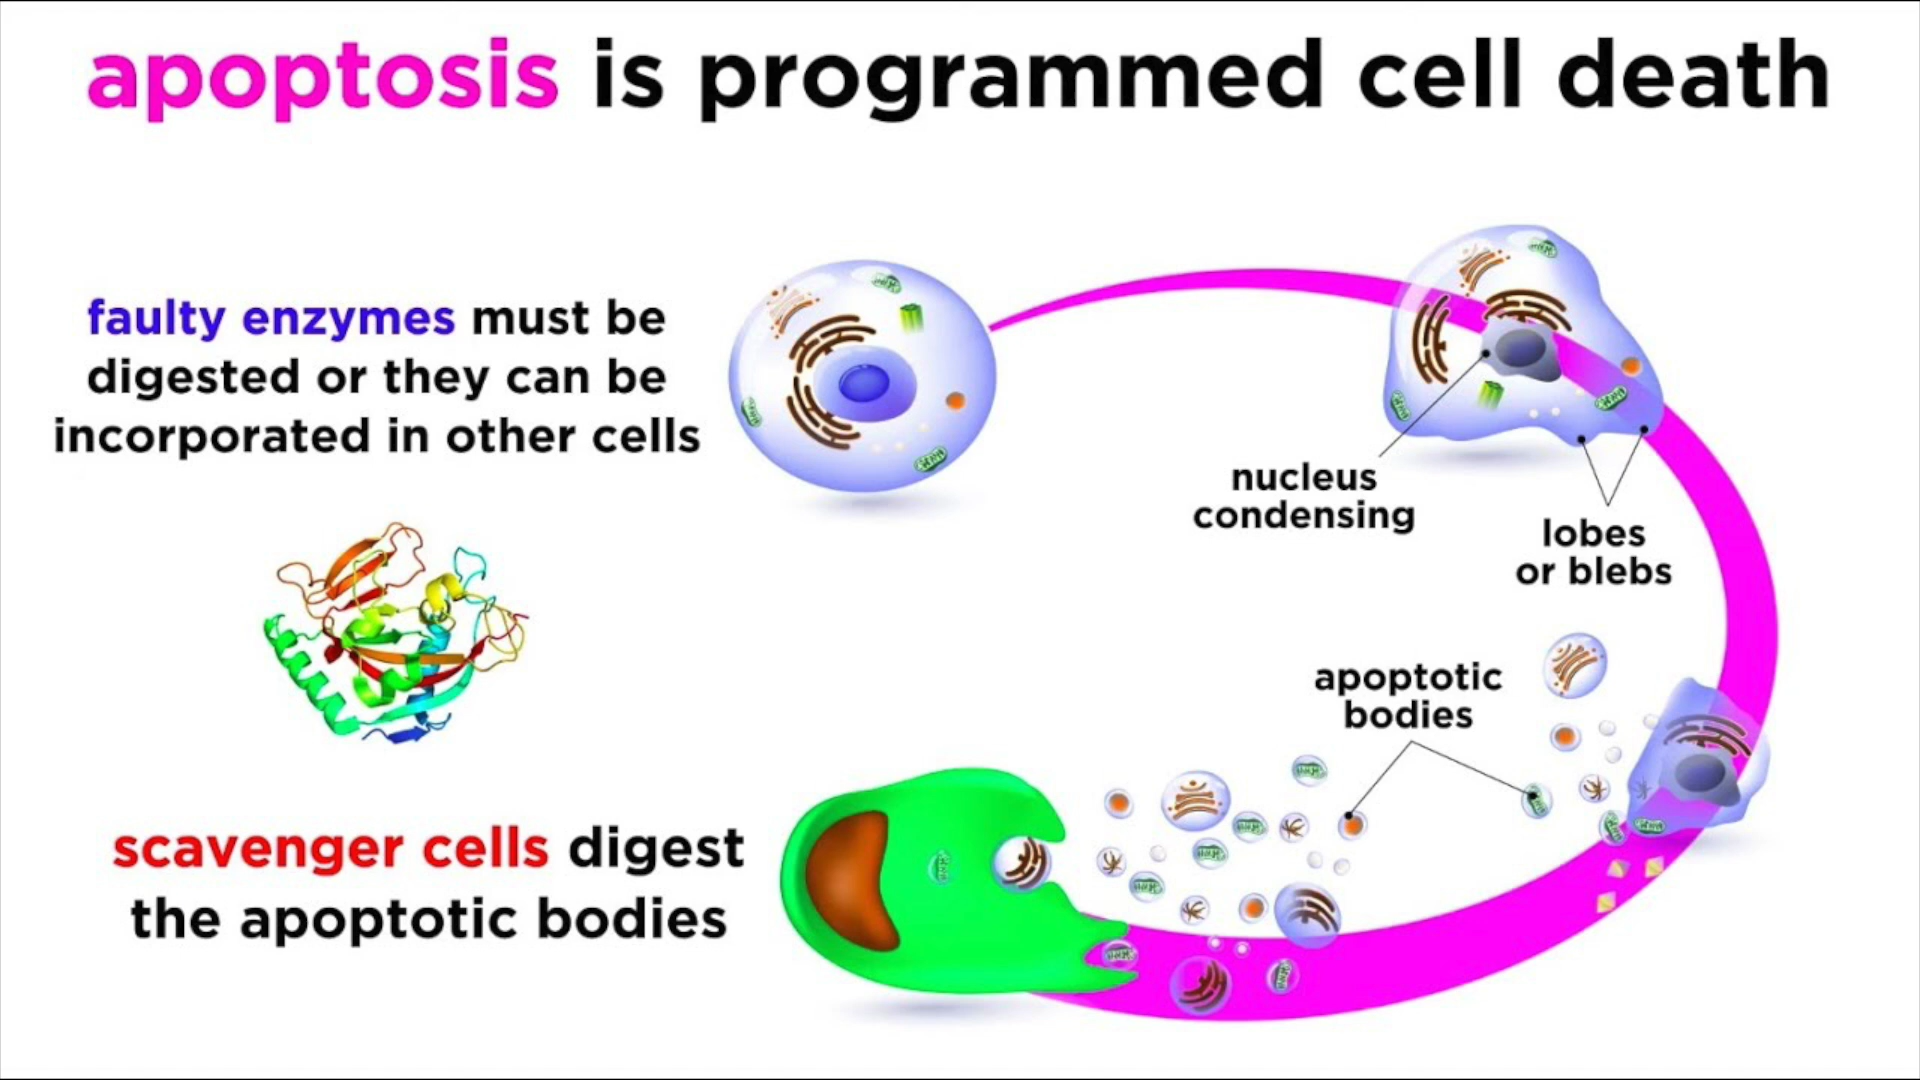 apoptosis is programmed cell death
faulty enzymes must be
digested or they can be
incorporated in other cells
nucleus
condensing
lobes
or blebs
apoptotic
bodies
scavenger cells digest
the apoptotic bodies